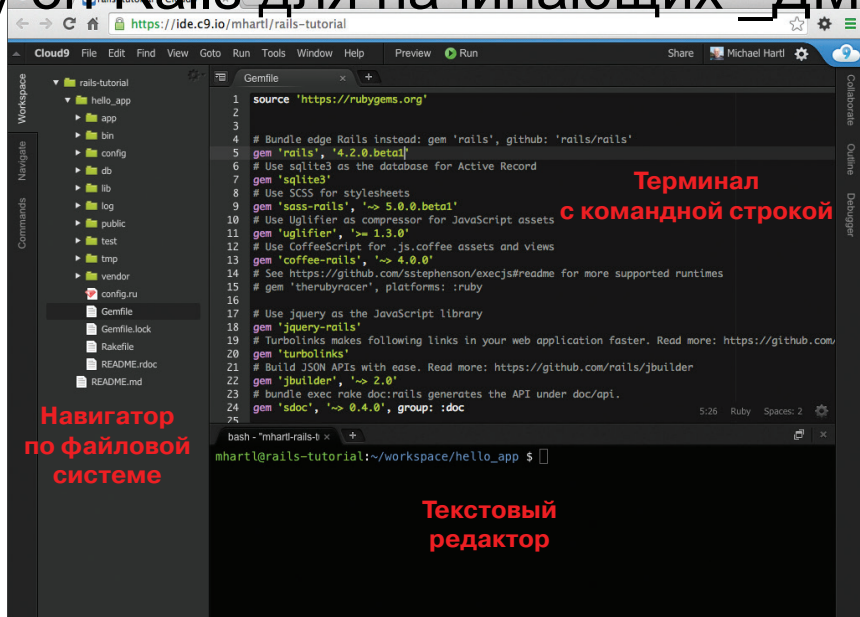 on Rails для начинающих _ДМ
https://ide.c9.io/mhartl/rails-tutorial
Cloud9 File Edit Find View Goto Run Tools Window Help Preview Run Share Michael Hartl
Workspace
Navigate
Commands
rails-tutorial
hello_app
app
bin
config
db
lib
log
public
test
tmp
vendor
config.ru
Gemfile
Gemfile.lock
Rakefile
README.rdoc
README.md
Навигатор
по файловой
системе
Gemfile × +
1 source 'https://rubygems.org'
2
3
4 # Bundle edge Rails instead: gem 'rails', github: 'rails/rails'
5 gem 'rails', '4.2.0.beta1'
6 # Use sqlite3 as the database for Active Record
7 gem 'sqlite3'
8 # Use SCSS for stylesheets
9 gem 'sass-rails', '~> 5.0.0.beta1'
10 # Use Uglifier as compressor for JavaScript assets
11 gem 'uglifier', '>= 1.3.0'
12 # Use CoffeeScript for .js.coffee assets and views
13 gem 'coffee-rails', '~> 4.0.0'
14 # See https://github.com/sstephenson/execjs#readme for more supported runtimes
15 # gem 'therubyracer', platforms: :ruby
16
17 # Use jquery as the JavaScript library
18 gem 'jquery-rails'
19 # Turbolinks makes following links in your web application faster. Read more: https://github.com/
20 gem 'turbolinks'
21 # Build JSON APIs with ease. Read more: https://github.com/rails/jbuilder
22 gem 'jbuilder', '~> 2.0'
23 # bundle exec rake doc:rails generates the API under doc/api.
24 gem 'sdoc', '~> 0.4.0', group: :doc
25
Терминал
с командной строкой
5:26 Ruby Spaces: 2
bash - "mhartl-rails-t × +
mhartl@rails-tutorial:~/workspace/hello_app $
Текстовый
редактор
Collaborate
Outline
Debugger